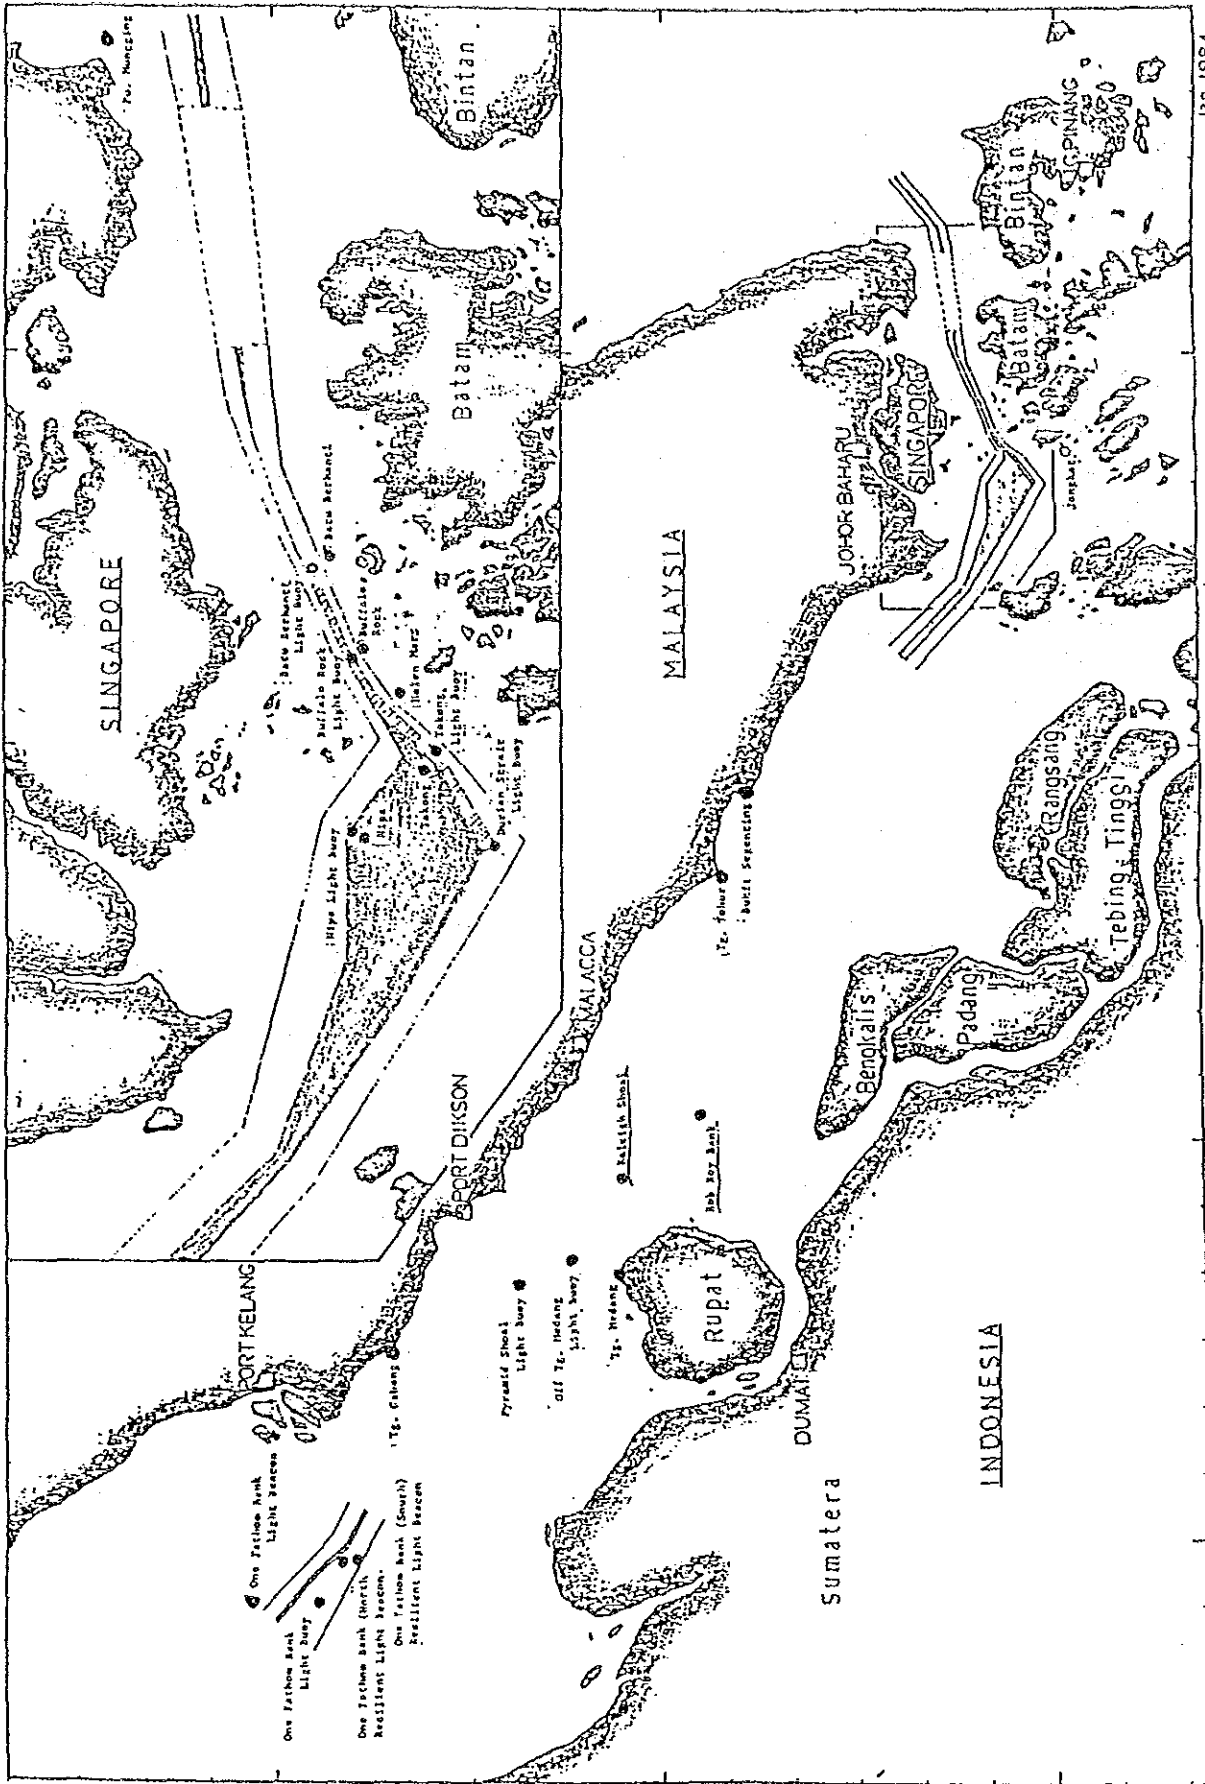 SINGAPORE
Bintan
Batam
Batu Berhanti
Light Buoy
Batu Berhanti
Buffalo Rock
Light Buoy
Buffalo
Rock
Helen Mars
Takong
Light Buoy
Takong
Nipa
Nipa Light Buoy
Durian Strait
Light Buoy
PORT KELANG
One Fathom Bank
Light Beacon
One Fathom Bank
Light Buoy
One Fathom Bank (North)
Resilient Light Beacon
One Fathom Bank (South)
Resilient Light Beacon
Tg. Gabang
PORT DIKSON
Pyramid Shoal
Light Buoy
Off Tg. Medang
Light Buoy
Tg. Medang
Raleigh Shoal
Rob Roy Bank
MALACCA
MALAYSIA
Tg. Tohor
Bukit Segenting
JOHOR BAHARU
SINGAPORE
Batam
Bintan
TG.PINANG
Rupat
DUMAI
Bengkalis
Padang
Rangsang
Tebing Tinggi
Sumatera
INDONESIA